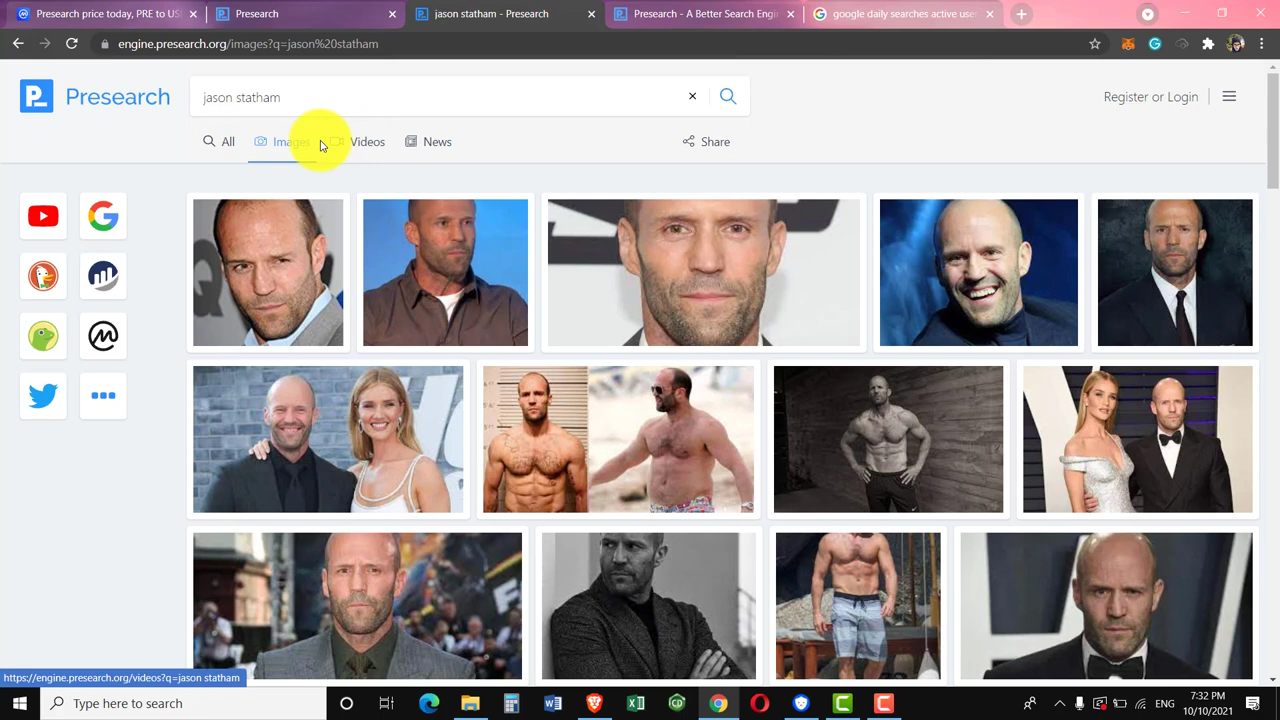 Presearch price today, PRE to US
Presearch
jason statham - Presearch
Presearch - A Better Search Engi
google daily searches active use
engine.presearch.org/images?q=jason%20statham
Presearch
jason statham
Register or Login
All
Images
Videos
News
Share
https://engine.presearch.org/videos?q=jason statham
Type here to search
7:32 PM
10/10/2021